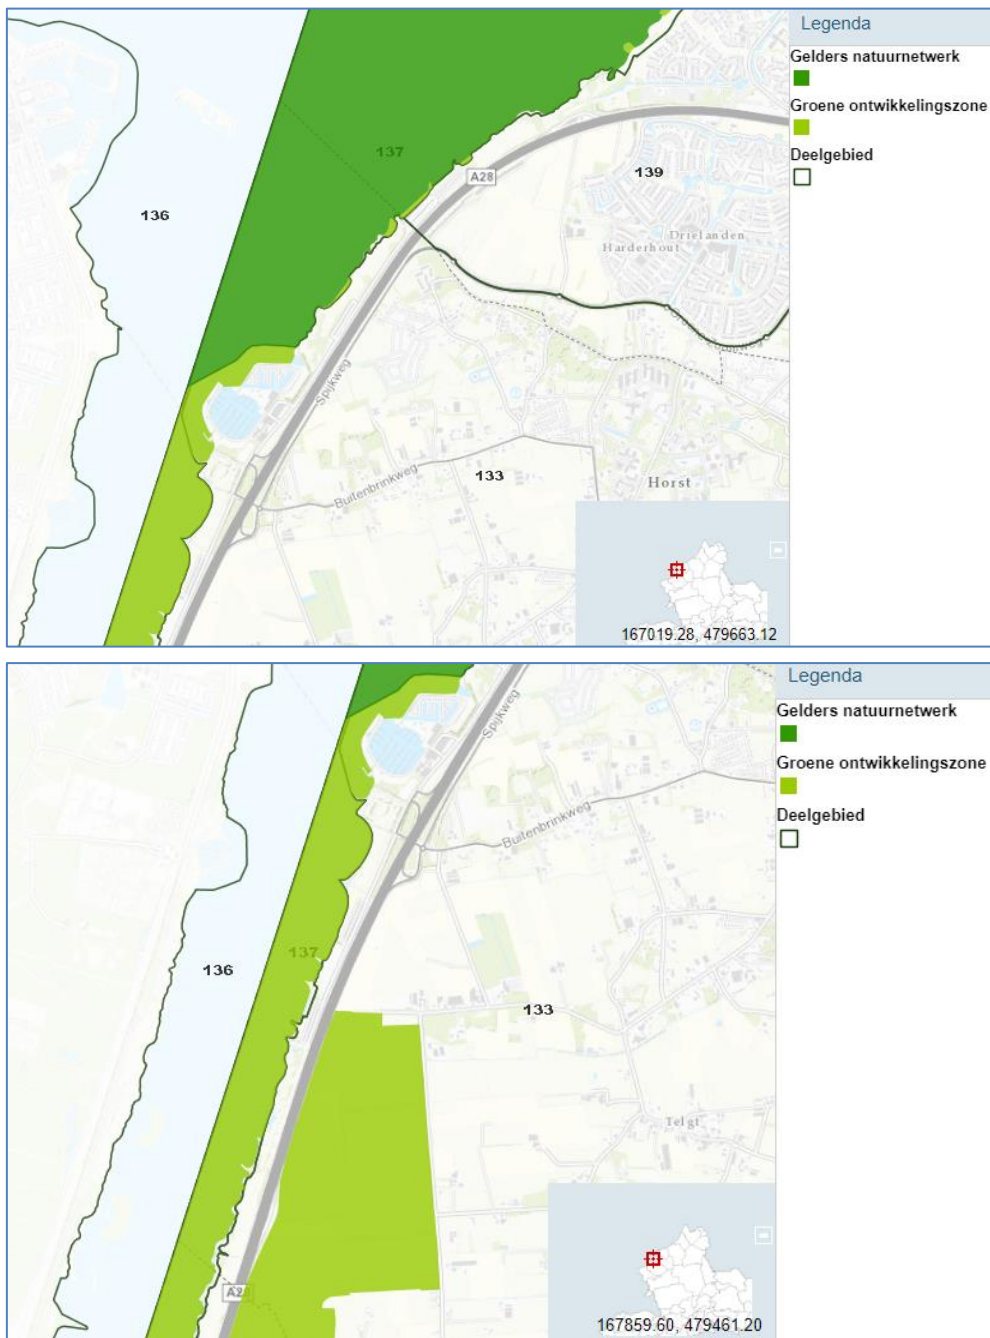 Legenda
Gelders natuurnetwerk
Groene ontwikkelingszone
Deelgebied
137
A28
139
136
Drielanden
Harderhout
Spijkweg
133
Buitenbrinkweg
Horst
167019.28, 479663.12
Legenda
Gelders natuurnetwerk
Groene ontwikkelingszone
Deelgebied
Spijkweg
Buitenbrinkweg
137
136
133
Telgt
167859.60, 479461.20